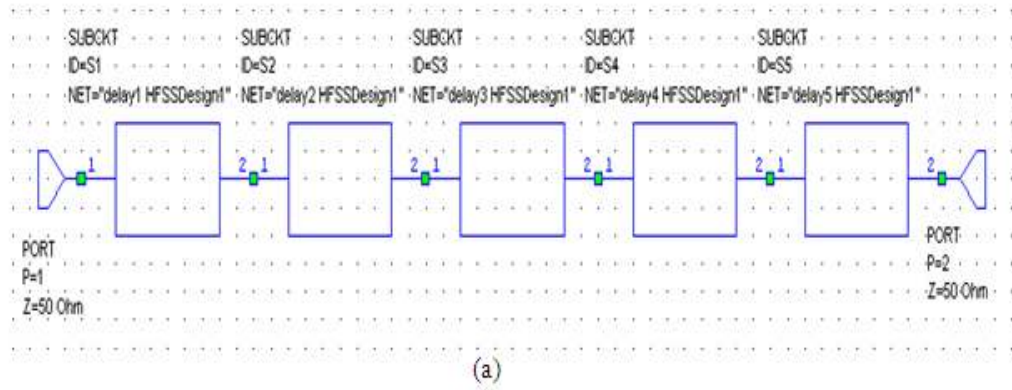 SUBCKT SUBCKT SUBCKT SUBCKT SUBCKT
ID=S1 ID=S2 ID=S3 ID=S4 ID=S5
NET="delay1 HFSSDesign1" NET="delay2 HFSSDesign1" NET="delay3 HFSSDesign1" NET="delay4 HFSSDesign1" NET="delay5 HFSSDesign1"
1 2 1 2 1 2 1 2 1 2
PORT PORT
P=1 P=2
Z=50 Ohm Z=50 Ohm
(a)